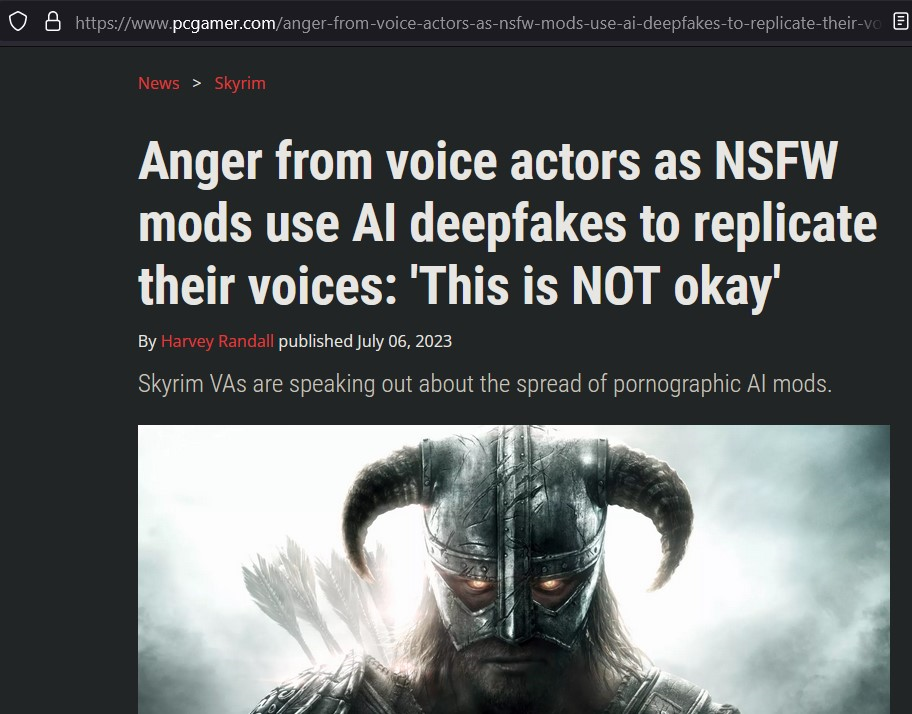 https://www.pcgamer.com/anger-from-voice-actors-as-nsfw-mods-use-ai-deepfakes-to-replicate-their-vo
News > Skyrim
Anger from voice actors as NSFW
mods use AI deepfakes to replicate
their voices: 'This is NOT okay'
By Harvey Randall published July 06, 2023
Skyrim VAs are speaking out about the spread of pornographic AI mods.